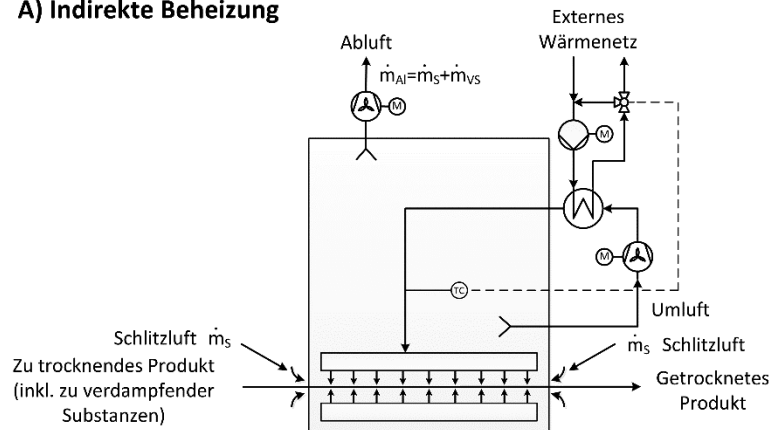 A) Indirekte Beheizung
Externes
Wärmenetz
Abluft
ṁAl=ṁS+ṁVS
M
M
M
TC
Umluft
Schlitzluft ṁS
ṁS Schlitzluft
Zu trocknendes Produkt
(inkl. zu verdampfender
Substanzen)
Getrocknetes
Produkt